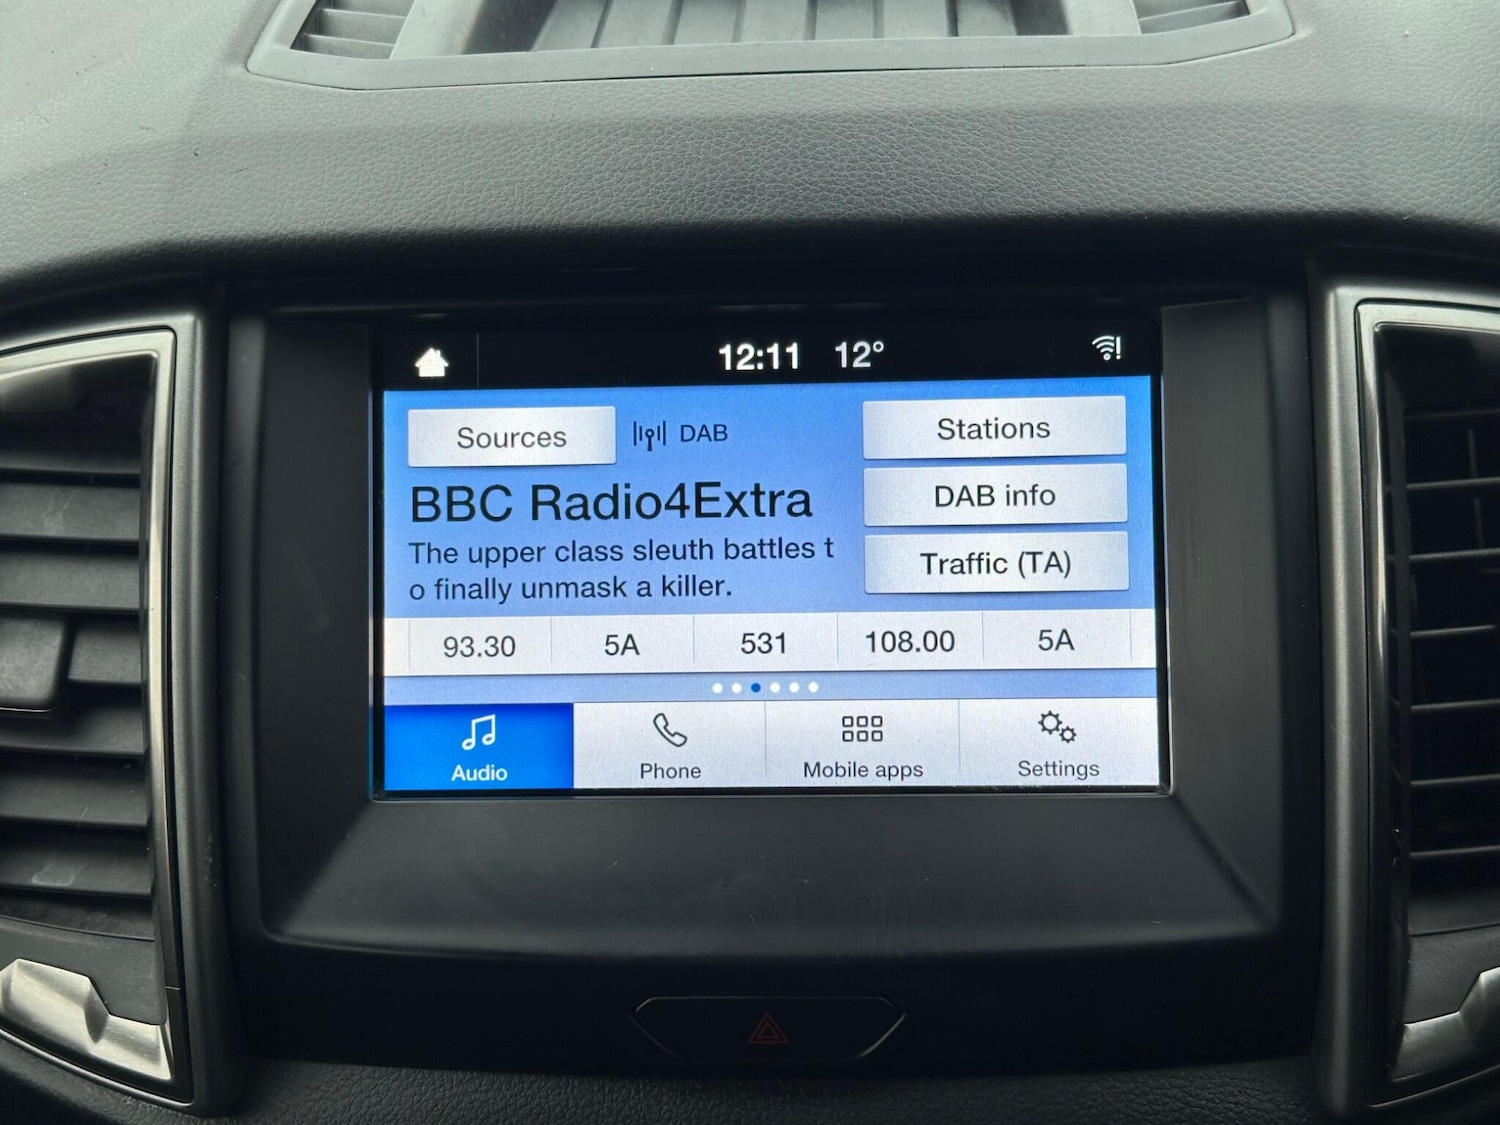 12:11 12°
Sources DAB Stations
BBC Radio4Extra
DAB info
The upper class sleuth battles t
o finally unmask a killer.
Traffic (TA)
93.30 5A 531 108.00 5A
Audio Phone Mobile apps Settings